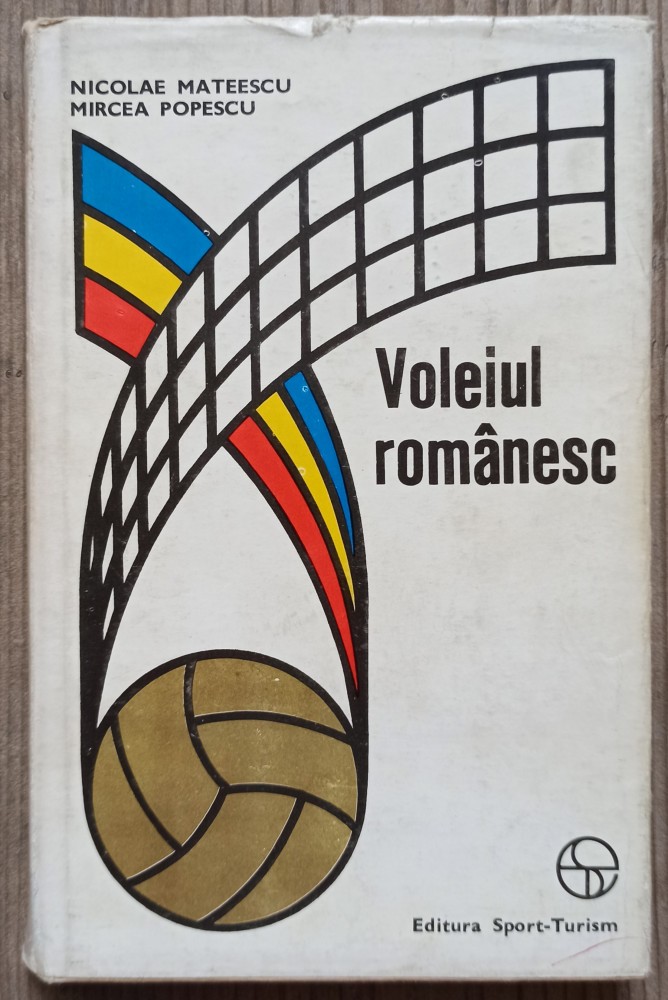 NICOLAE MATEESCU
MIRCEA POPESCU
Voleiul
românesc
Editura Sport-Turism